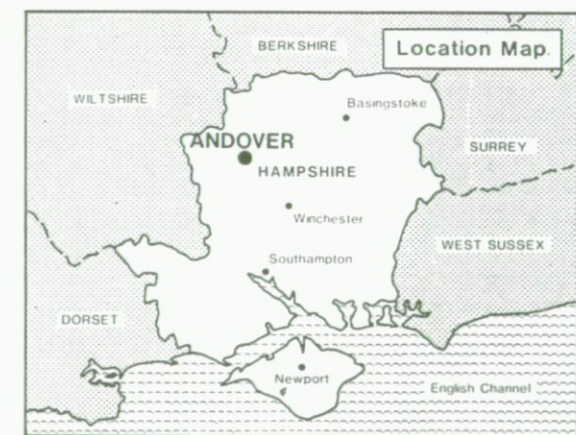 BERKSHIRE
Location Map.
WILTSHIRE
Basingstoke
ANDOVER
SURREY
HAMPSHIRE
Winchester
WEST SUSSEX
Southampton
DORSET
Newport
English Channel